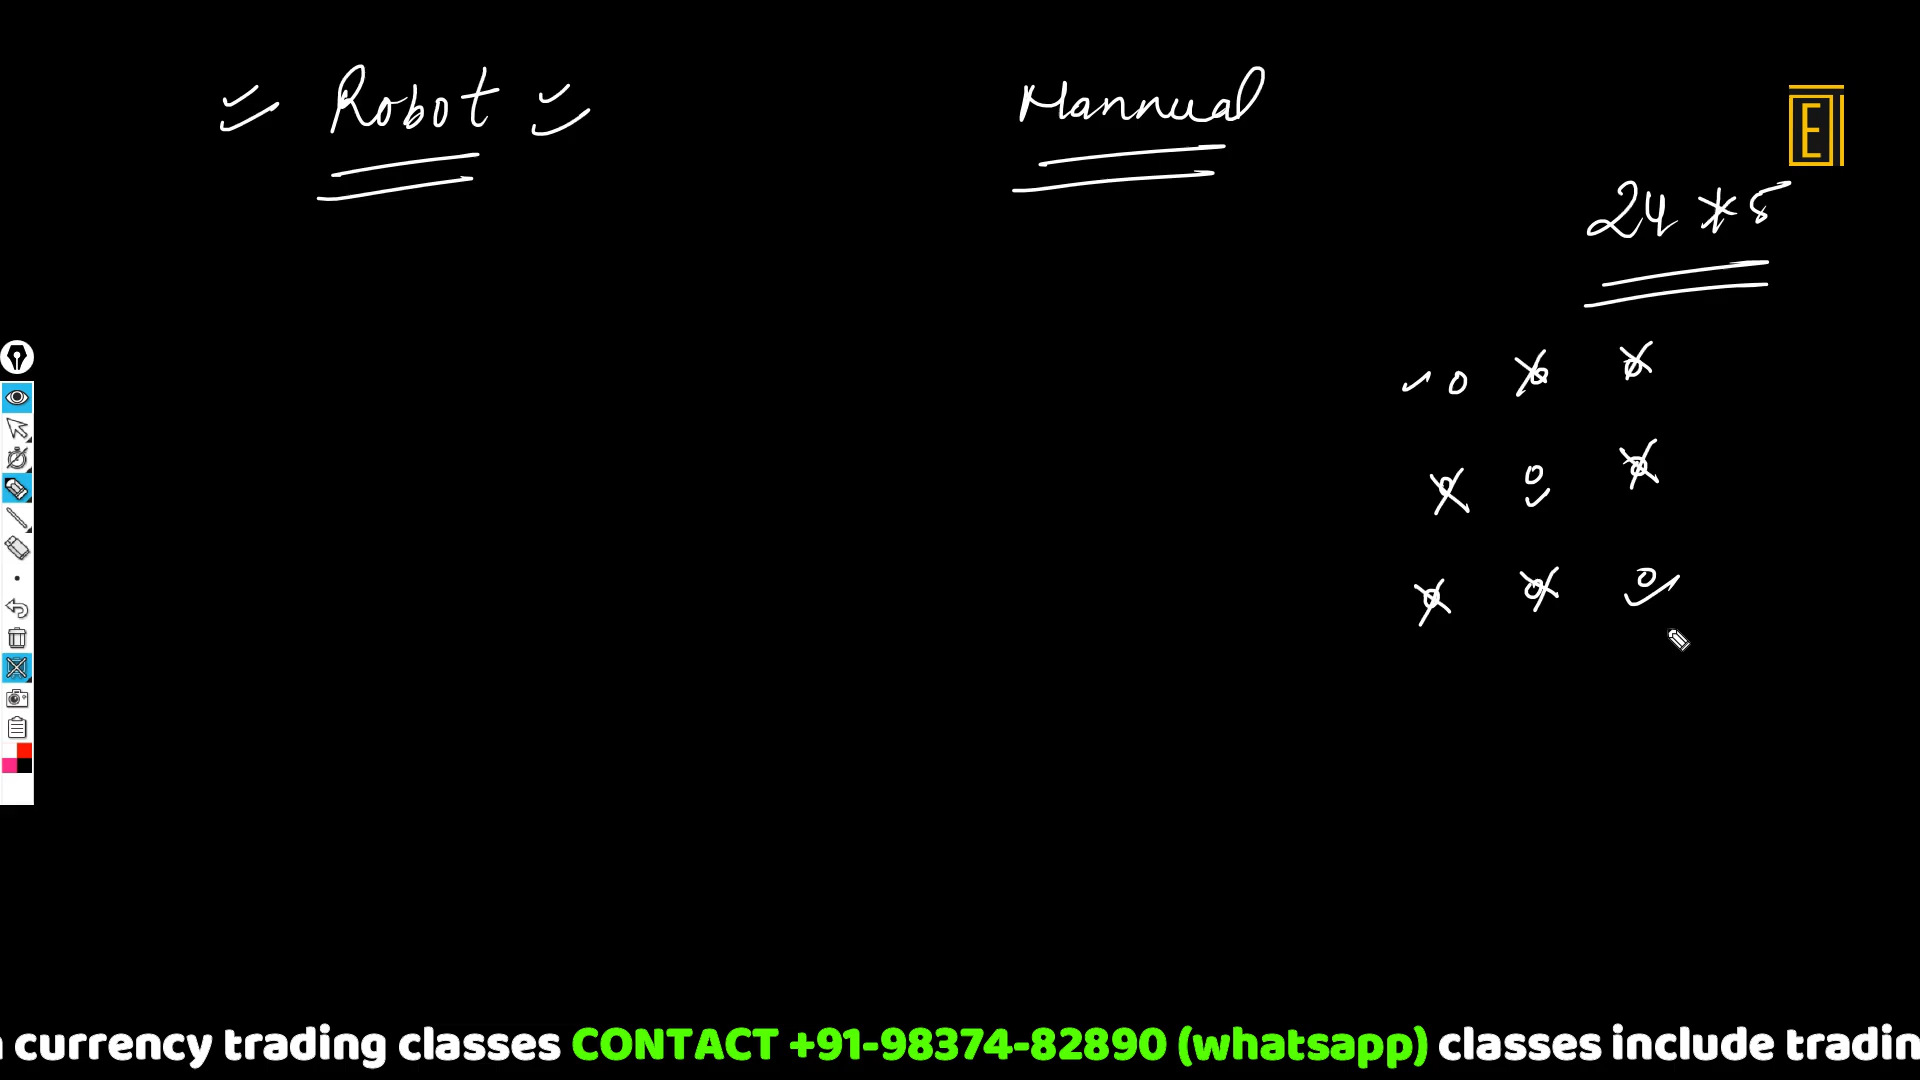 Robot Mannual
E
24 * 5
o o o
o o o
o o o
currency trading classes CONTACT +91-98374-82890 (whatsapp) classes include tradin